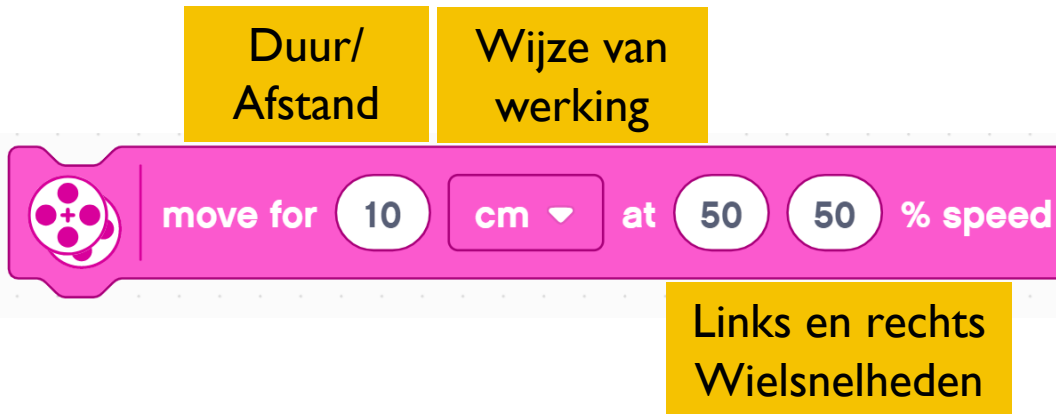 Duur/
Afstand
Wijze van
werking
move for 10 cm at 50 50 % speed
Links en rechts
Wielsnelheden